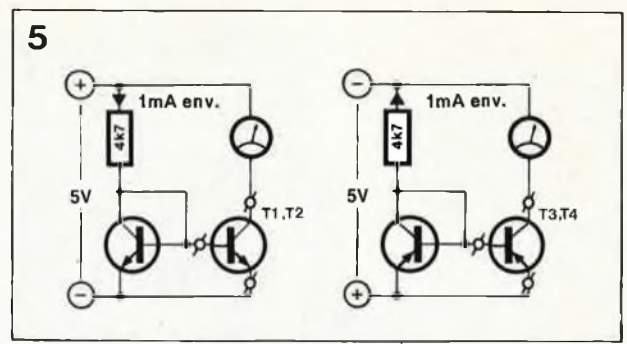 5
+
1mA env.
4k7
5V
T1,T2
−
−
1mA env.
4k7
5V
T3,T4
+